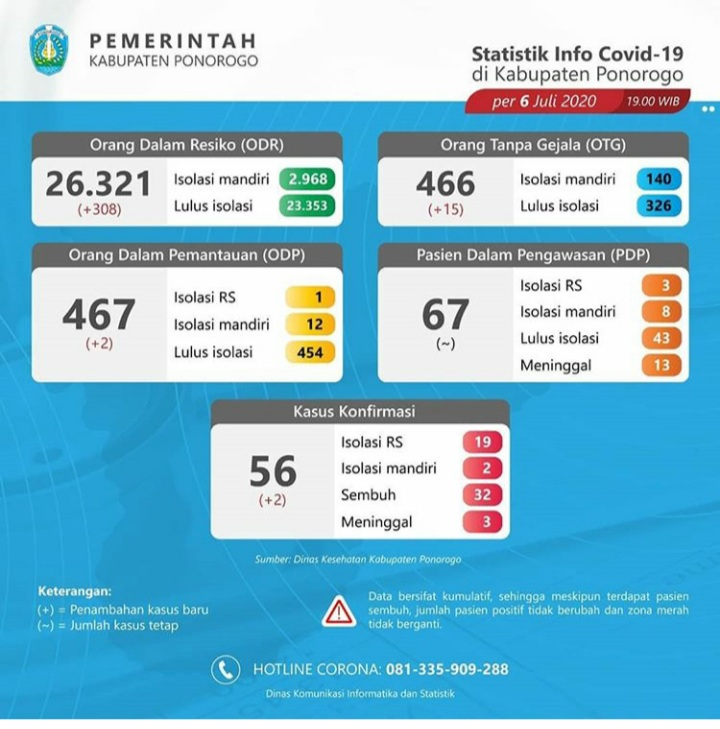 PEMERINTAH
KABUPATEN PONOROGO
Statistik Info Covid-19
di Kabupaten Ponorogo
per 6 Juli 2020 19.00 WIB
Orang Dalam Resiko (ODR)
26.321
(+308)
Isolasi mandiri 2.968
Lulus isolasi 23.353
Orang Tanpa Gejala (OTG)
466
(+15)
Isolasi mandiri 140
Lulus isolasi 326
Orang Dalam Pemantauan (ODP)
467
(+2)
Isolasi RS 1
Isolasi mandiri 12
Lulus isolasi 454
Pasien Dalam Pengawasan (PDP)
67
(~)
Isolasi RS 3
Isolasi mandiri 8
Lulus isolasi 43
Meninggal 13
Kasus Konfirmasi
56
(+2)
Isolasi RS 19
Isolasi mandiri 2
Sembuh 32
Meninggal 3
Sumber: Dinas Kesehatan Kabupaten Ponorogo
Keterangan:
(+) = Penambahan kasus baru
(~) = Jumlah kasus tetap
Data bersifat kumulatif, sehingga meskipun terdapat pasien
sembuh, jumlah pasien positif tidak berubah dan zona merah
tidak berganti.
HOTLINE CORONA: 081-335-909-288
Dinas Komunikasi Informatika dan Statistik